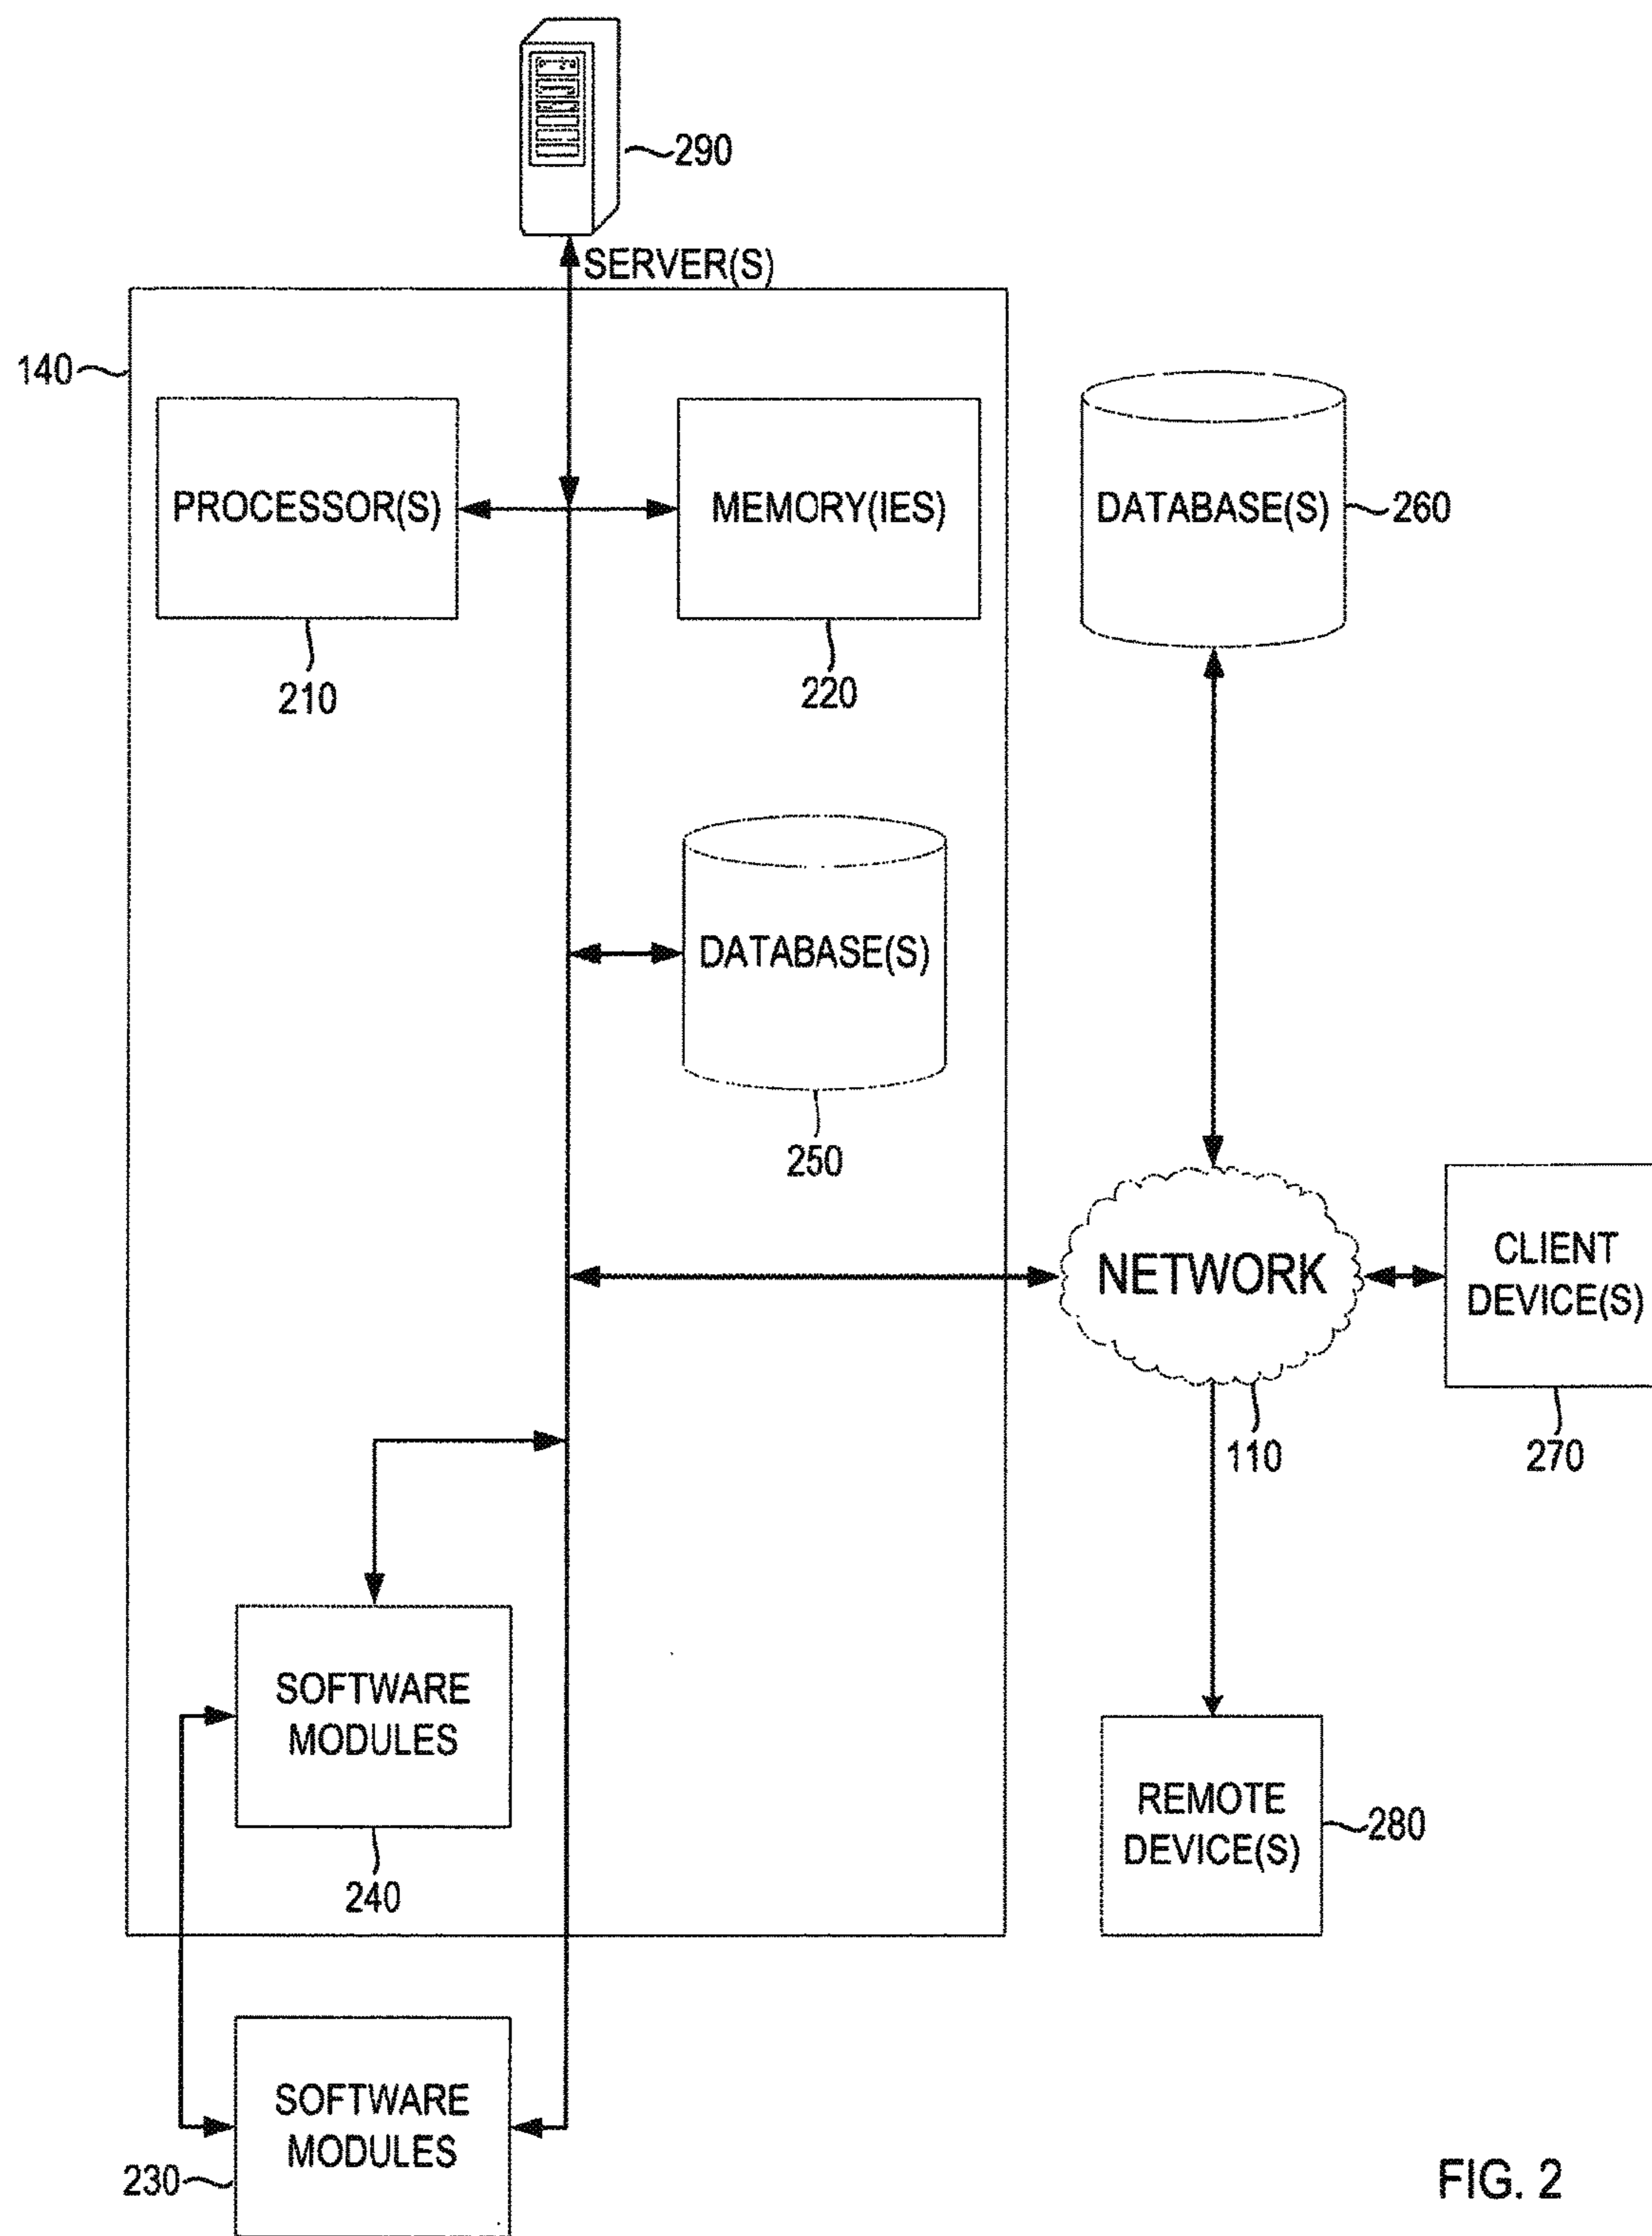 290
SERVER(S)
140
PROCESSOR(S)
MEMORY(IES)
DATABASE(S)
260
210
220
DATABASE(S)
250
NETWORK
CLIENT
DEVICE(S)
110
270
SOFTWARE
MODULES
240
REMOTE
DEVICE(S)
280
SOFTWARE
MODULES
230
FIG. 2